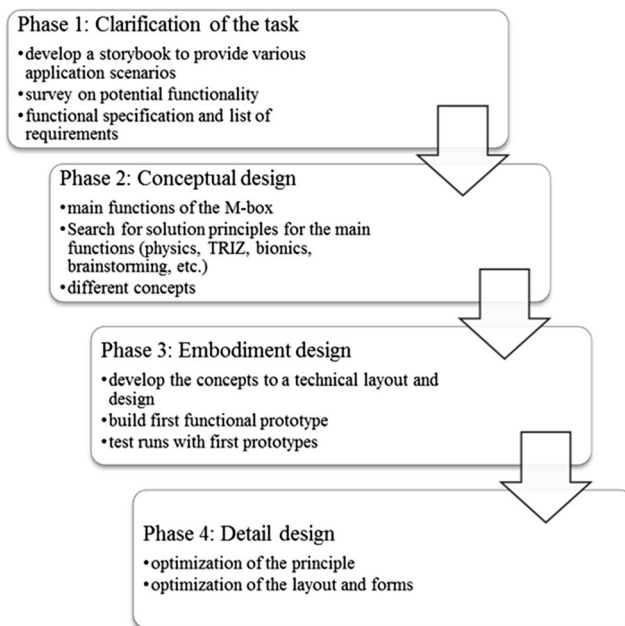 Phase 1: Clarification of the task
•develop a storybook to provide various
application scenarios
•survey on potential functionality
•functional specification and list of
requirements
Phase 2: Conceptual design
•main functions of the M-box
•Search for solution principles for the main
functions (physics, TRIZ, bionics,
brainstorming, etc.)
•different concepts
Phase 3: Embodiment design
•develop the concepts to a technical layout and
design
•build first functional prototype
•test runs with first prototypes
Phase 4: Detail design
•optimization of the principle
•optimization of the layout and forms